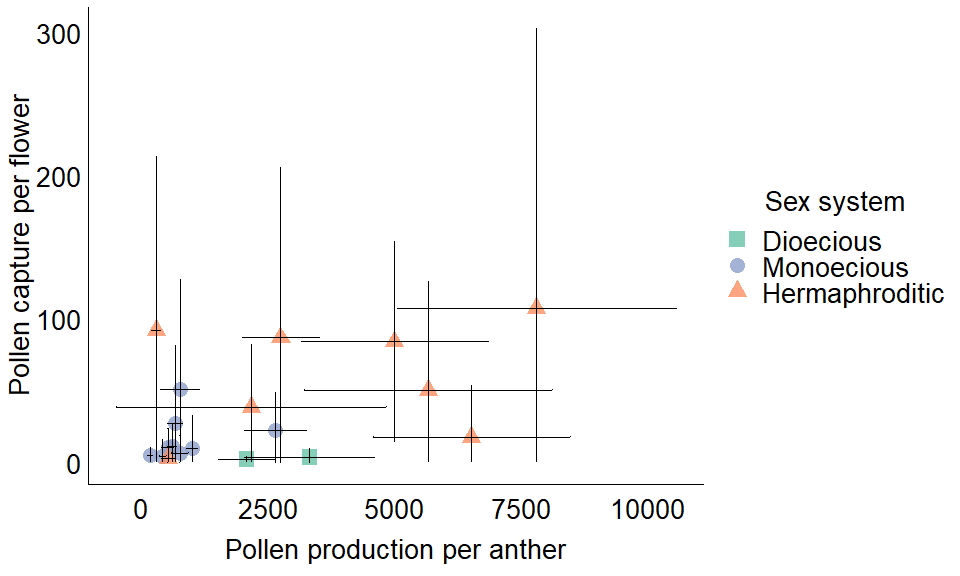 300
200
100
0
Pollen capture per flower
0 2500 5000 7500 10000
Pollen production per anther
Sex system
Dioecious
Monoecious
Hermaphroditic